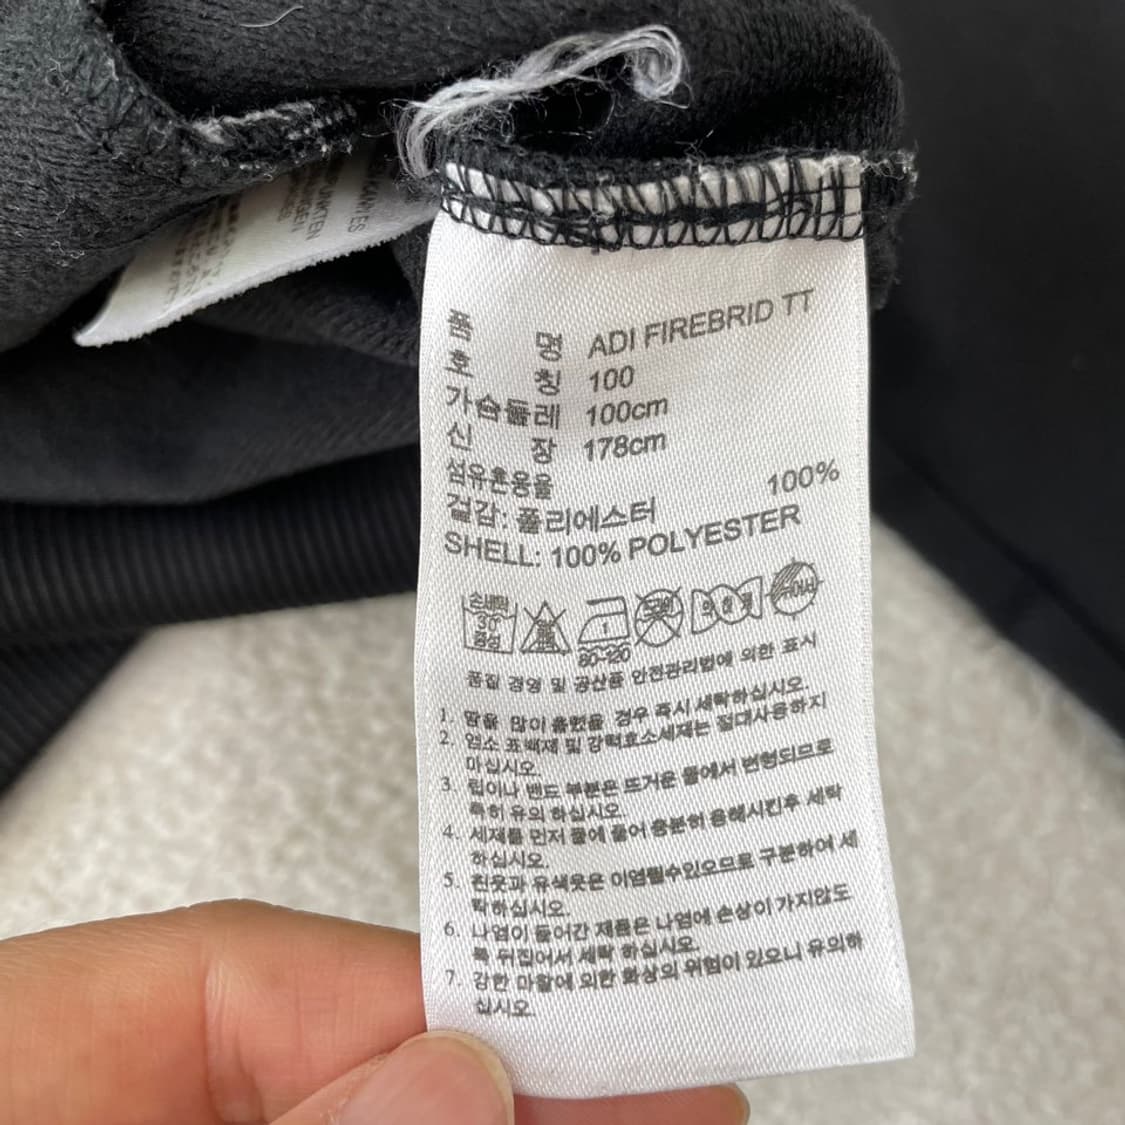 품 명 ADI FIREBRID TT
호 칭 100
가슴둘레 100cm
신 장 178cm
섬유혼용율
겉감: 폴리에스터 100%
SHELL: 100% POLYESTER
손세탁 30° 중성
80~120
품질 경영 및 공산품 안전관리법에 의한 표시
1. 땀을 많이 흘렸을 경우 즉시 세탁하십시오.
2. 염소 표백제 및 강력효소세제는 절대사용하지
마십시오.
3. 립이나 밴드 부분은 뜨거운 물에서 변형되므로
특히 유의 하십시오.
4. 세제를 먼저 물에 풀어 충분히 용해시킨후 세탁
하십시오.
5. 흰옷과 유색옷은 이염될수있으므로 구분하여 세
탁하십시오.
6. 나염이 들어간 제품은 나염에 손상이 가지않도
록 뒤집어서 세탁 하십시오.
7. 강한 마찰에 의한 화상의 위험이 있으니 유의하
십시오.